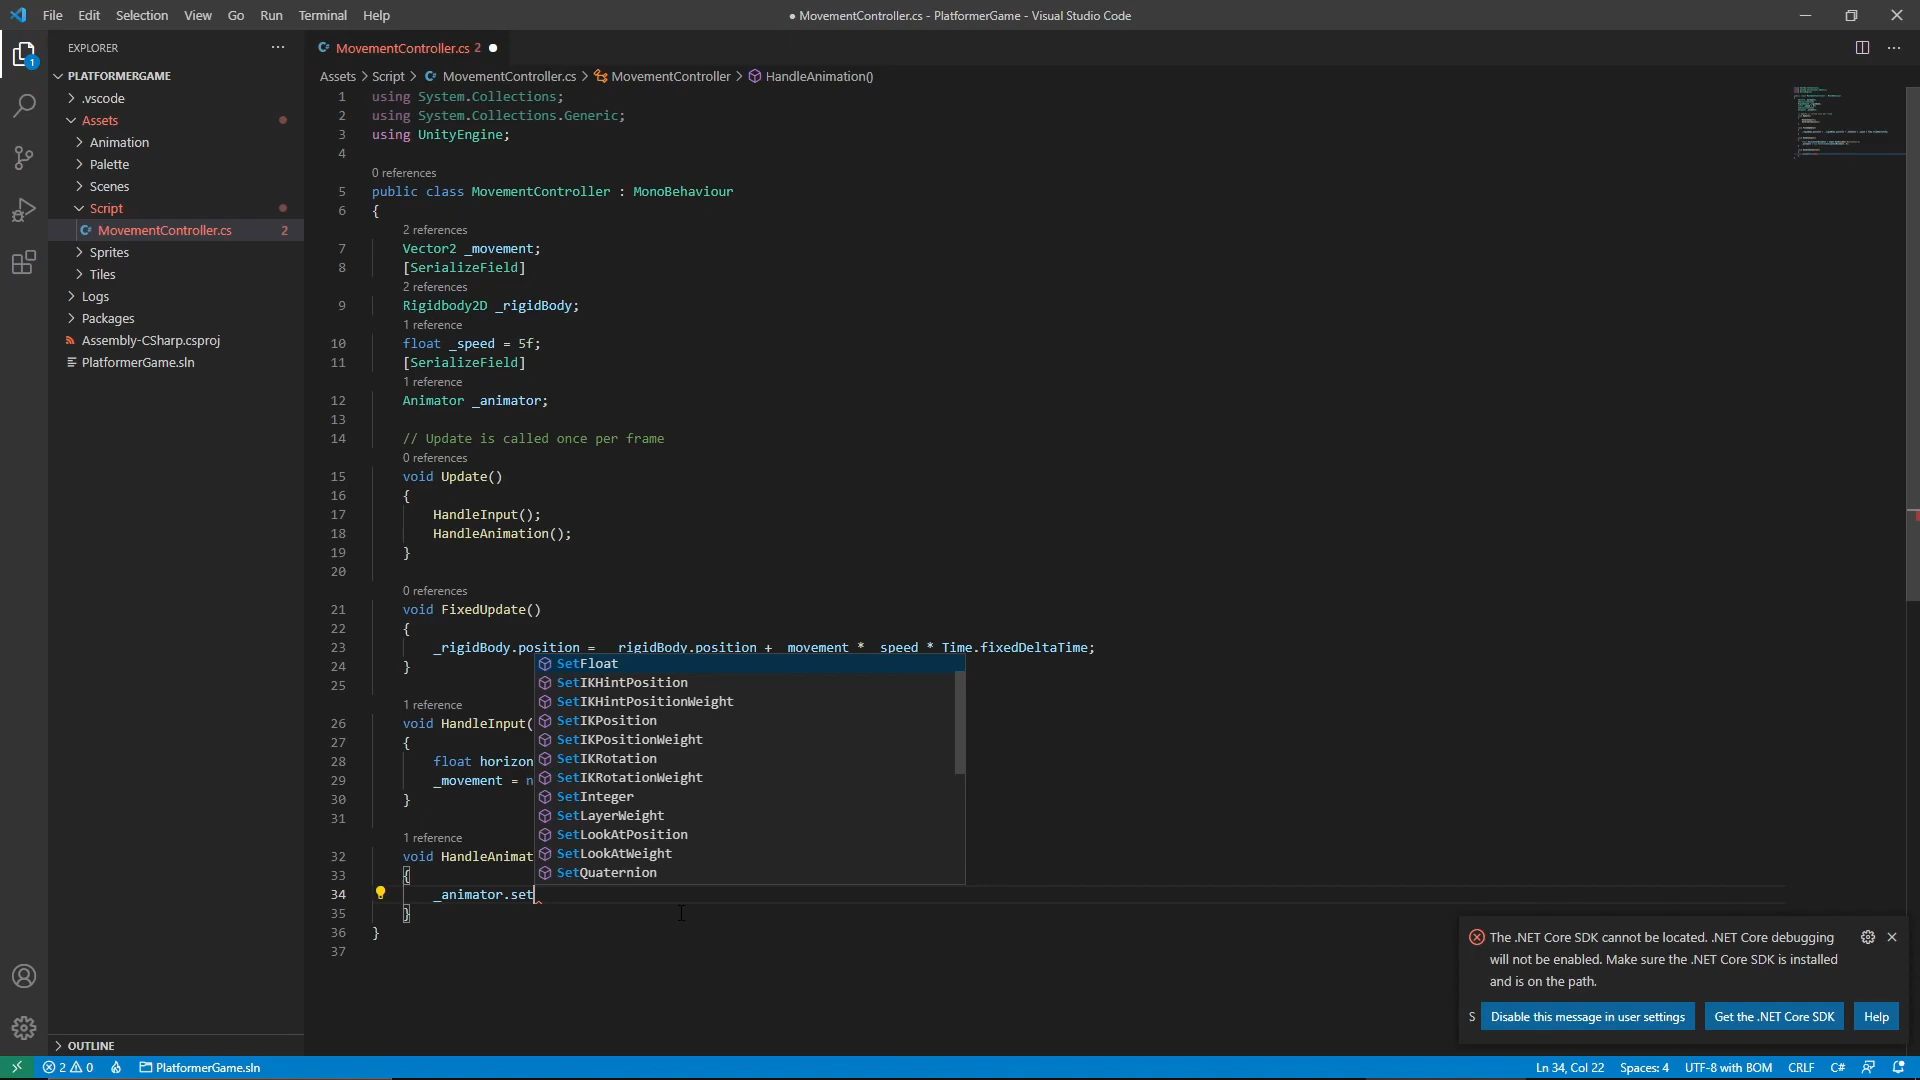 File Edit Selection View Go Run Terminal Help
● MovementController.cs - PlatformerGame - Visual Studio Code
EXPLORER
PLATFORMERGAME
.vscode
Assets
Animation
Palette
Scenes
Script
MovementController.cs 2
Sprites
Tiles
Logs
Packages
Assembly-CSharp.csproj
PlatformerGame.sln
OUTLINE
1
MovementController.cs 2
Assets > Script > MovementController.cs > MovementController > HandleAnimation()
1 using System.Collections;
2 using System.Collections.Generic;
3 using UnityEngine;
4
0 references
5 public class MovementController : MonoBehaviour
6 {
2 references
7 Vector2 _movement;
8 [SerializeField]
2 references
9 Rigidbody2D _rigidBody;
1 reference
10 float _speed = 5f;
11 [SerializeField]
1 reference
12 Animator _animator;
13
14 // Update is called once per frame
0 references
15 void Update()
16 {
17 HandleInput();
18 HandleAnimation();
19 }
20
0 references
21 void FixedUpdate()
22 {
23 _rigidBody.position = _rigidBody.position + _movement * _speed * Time.fixedDeltaTime;
24 }
25
1 reference
26 void HandleInput(
27 {
28 float horizon
29 _movement = n
30 }
31
1 reference
32 void HandleAnimat
33 {
34 _animator.set
35 }
36 }
37
SetFloat
SetIKHintPosition
SetIKHintPositionWeight
SetIKPosition
SetIKPositionWeight
SetIKRotation
SetIKRotationWeight
SetInteger
SetLayerWeight
SetLookAtPosition
SetLookAtWeight
SetQuaternion
The .NET Core SDK cannot be located. .NET Core debugging
will not be enabled. Make sure the .NET Core SDK is installed
and is on the path.
S Disable this message in user settings Get the .NET Core SDK Help
2 0 PlatformerGame.sln
Ln 34, Col 22 Spaces: 4 UTF-8 with BOM CRLF C#